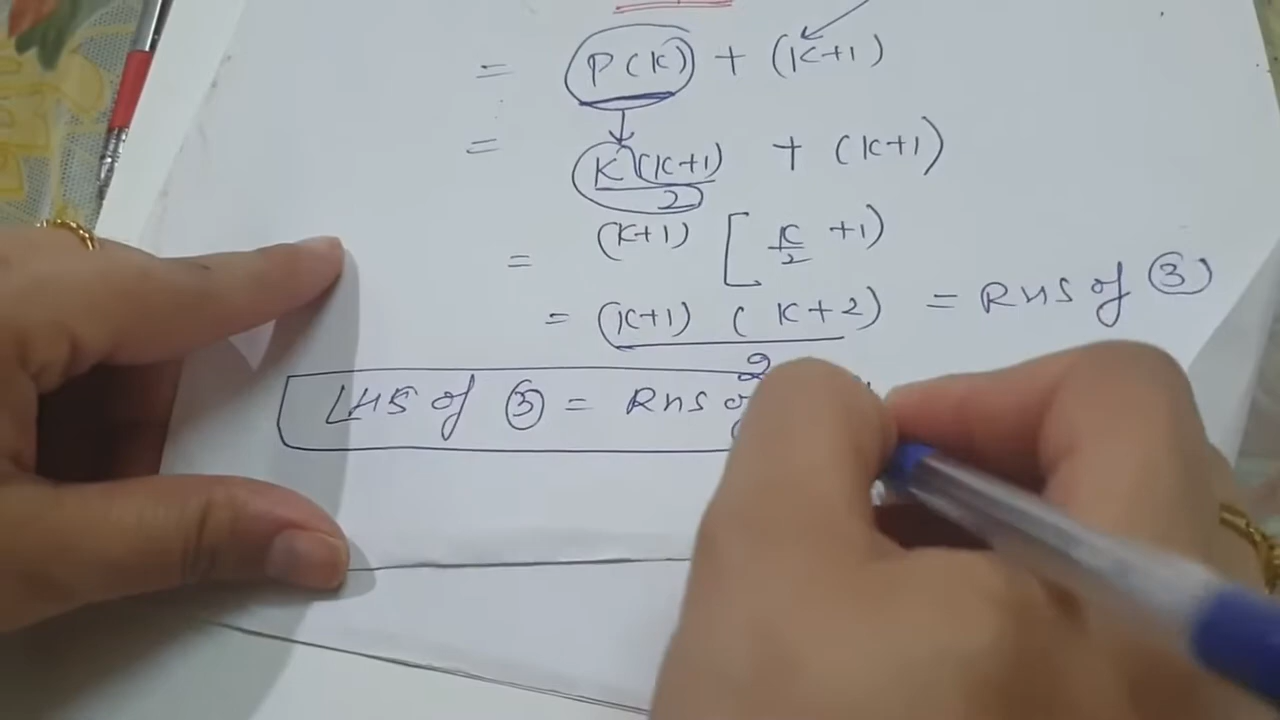 = P(K) + (K+1)
= K(K+1)/2 + (K+1)
= (K+1) [K/2 +1)
= (K+1) (K+2)/2 = RHS of ③
LHS of ③ = RHS of